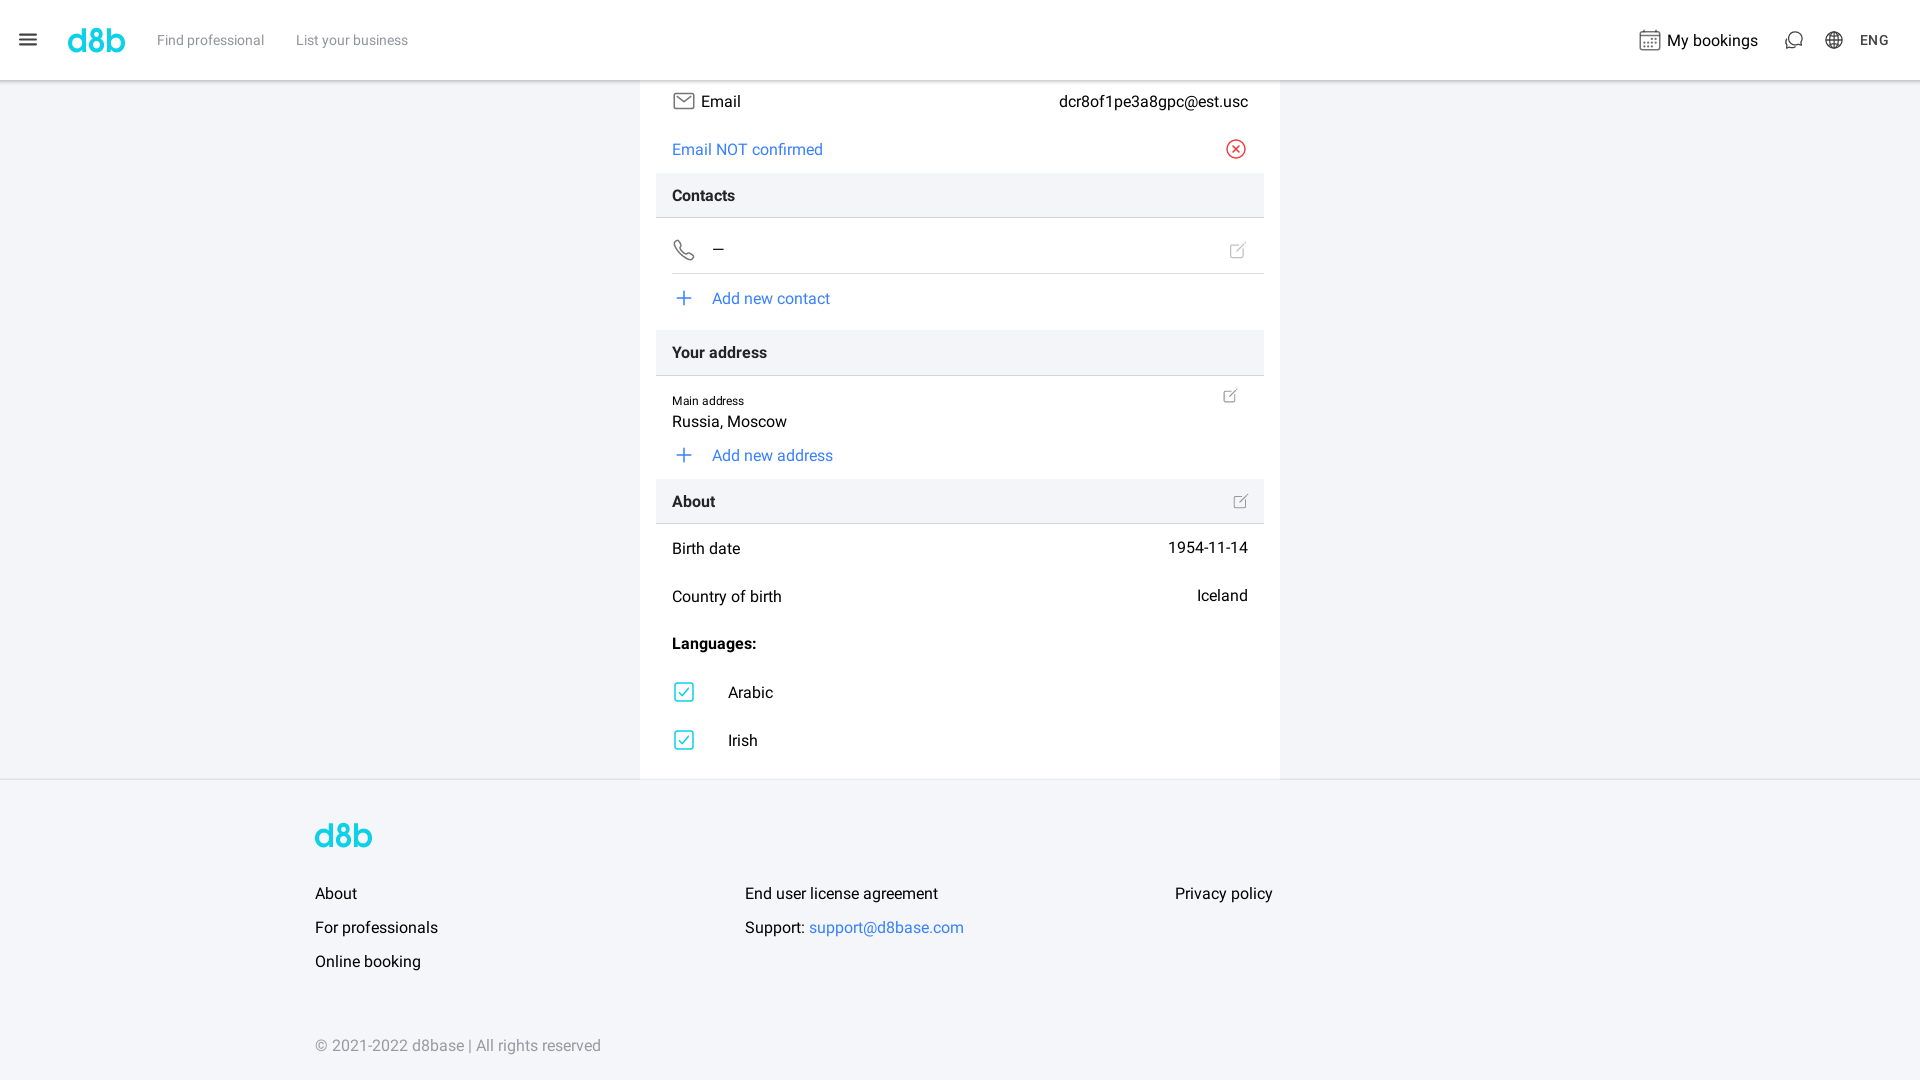 d8b
Find professional
List your business
My bookings
ENG
Email
dcr8of1pe3a8gpc@est.usc
Email NOT confirmed
Contacts
—
Add new contact
Your address
Main address
Russia, Moscow
Add new address
About
Birth date
1954-11-14
Country of birth
Iceland
Languages:
Arabic
Irish
d8b
About
End user license agreement
Privacy policy
For professionals
Support: support@d8base.com
Online booking
© 2021-2022 d8base | All rights reserved